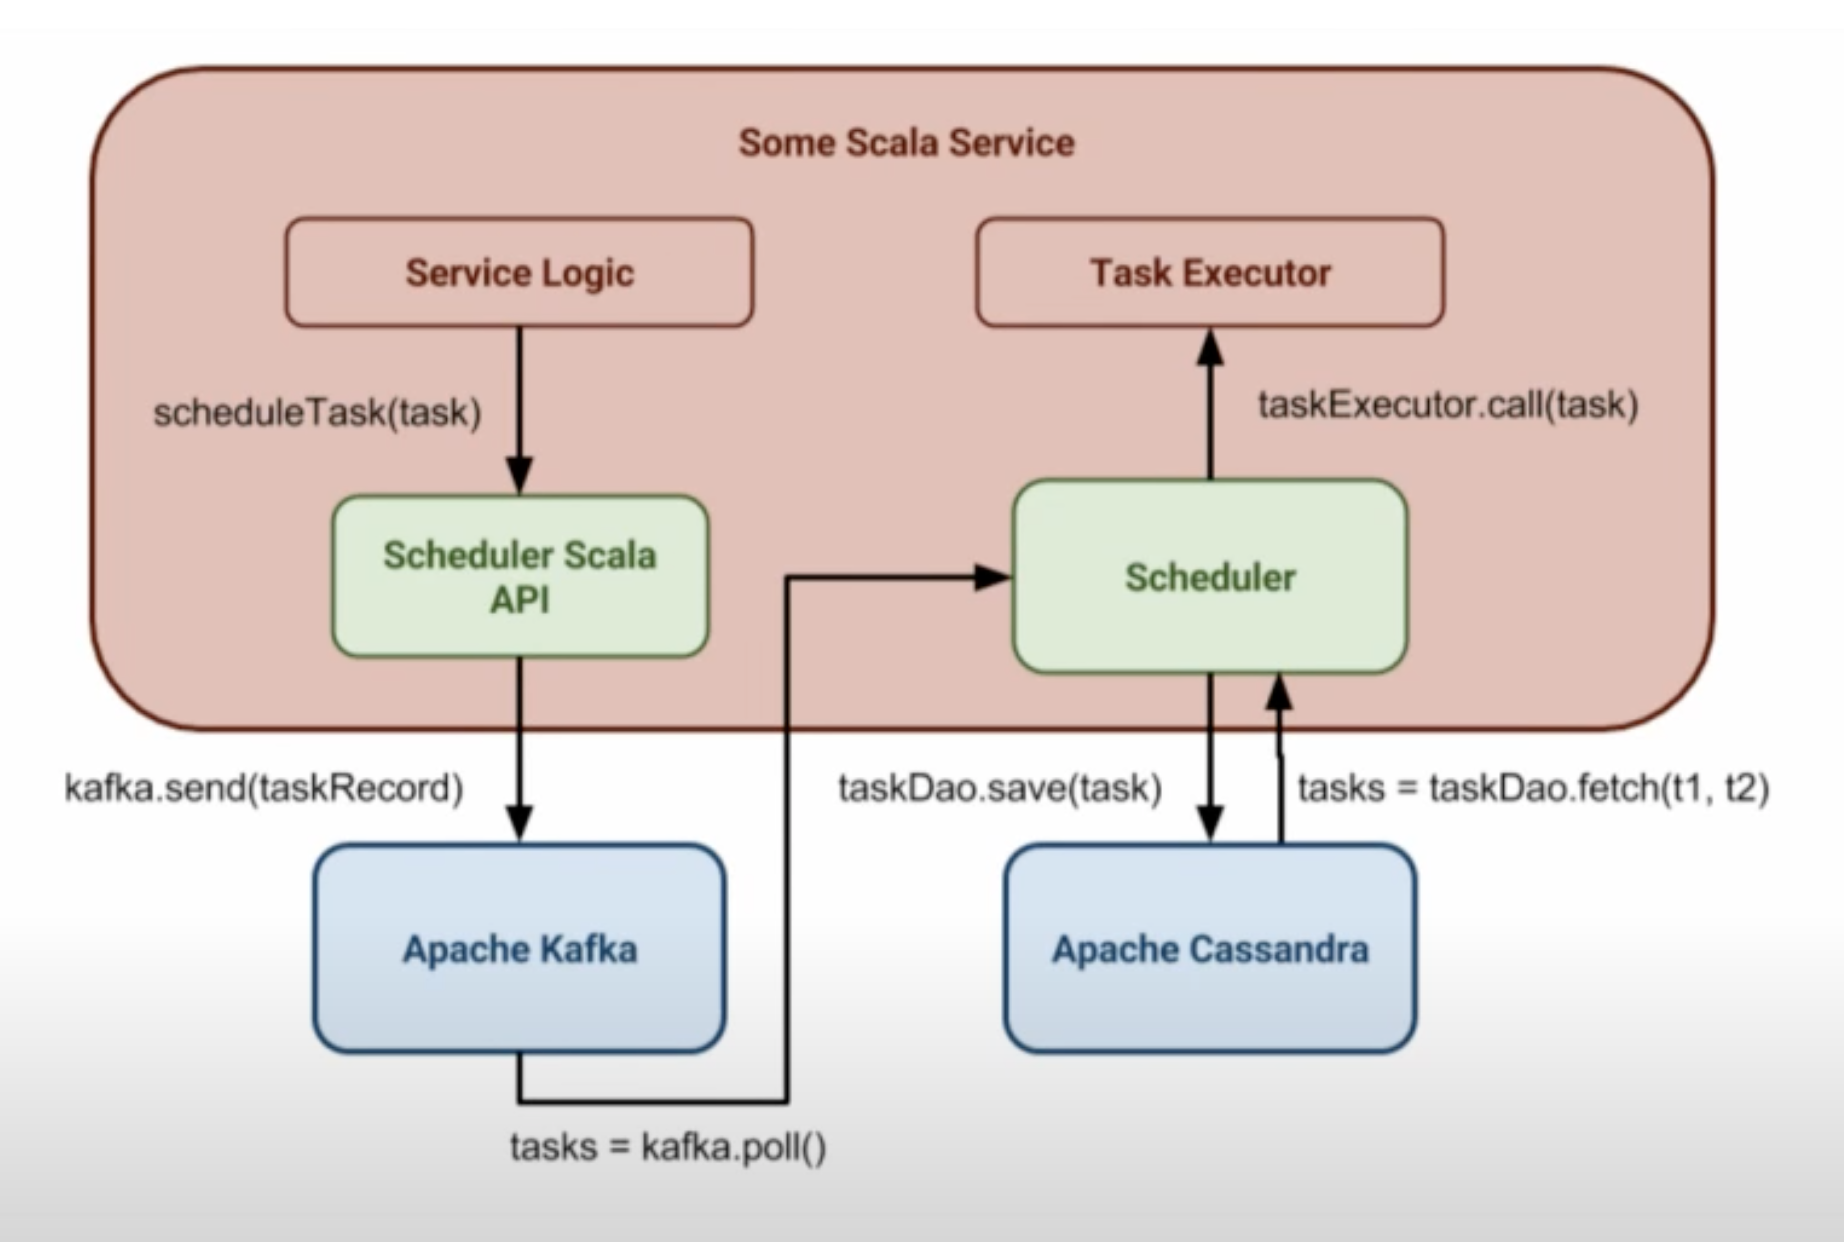 Some Scala Service
Service Logic
Task Executor
scheduleTask(task)
taskExecutor.call(task)
Scheduler Scala
API
Scheduler
kafka.send(taskRecord)
taskDao.save(task)
tasks = taskDao.fetch(t1, t2)
Apache Kafka
Apache Cassandra
tasks = kafka.poll()